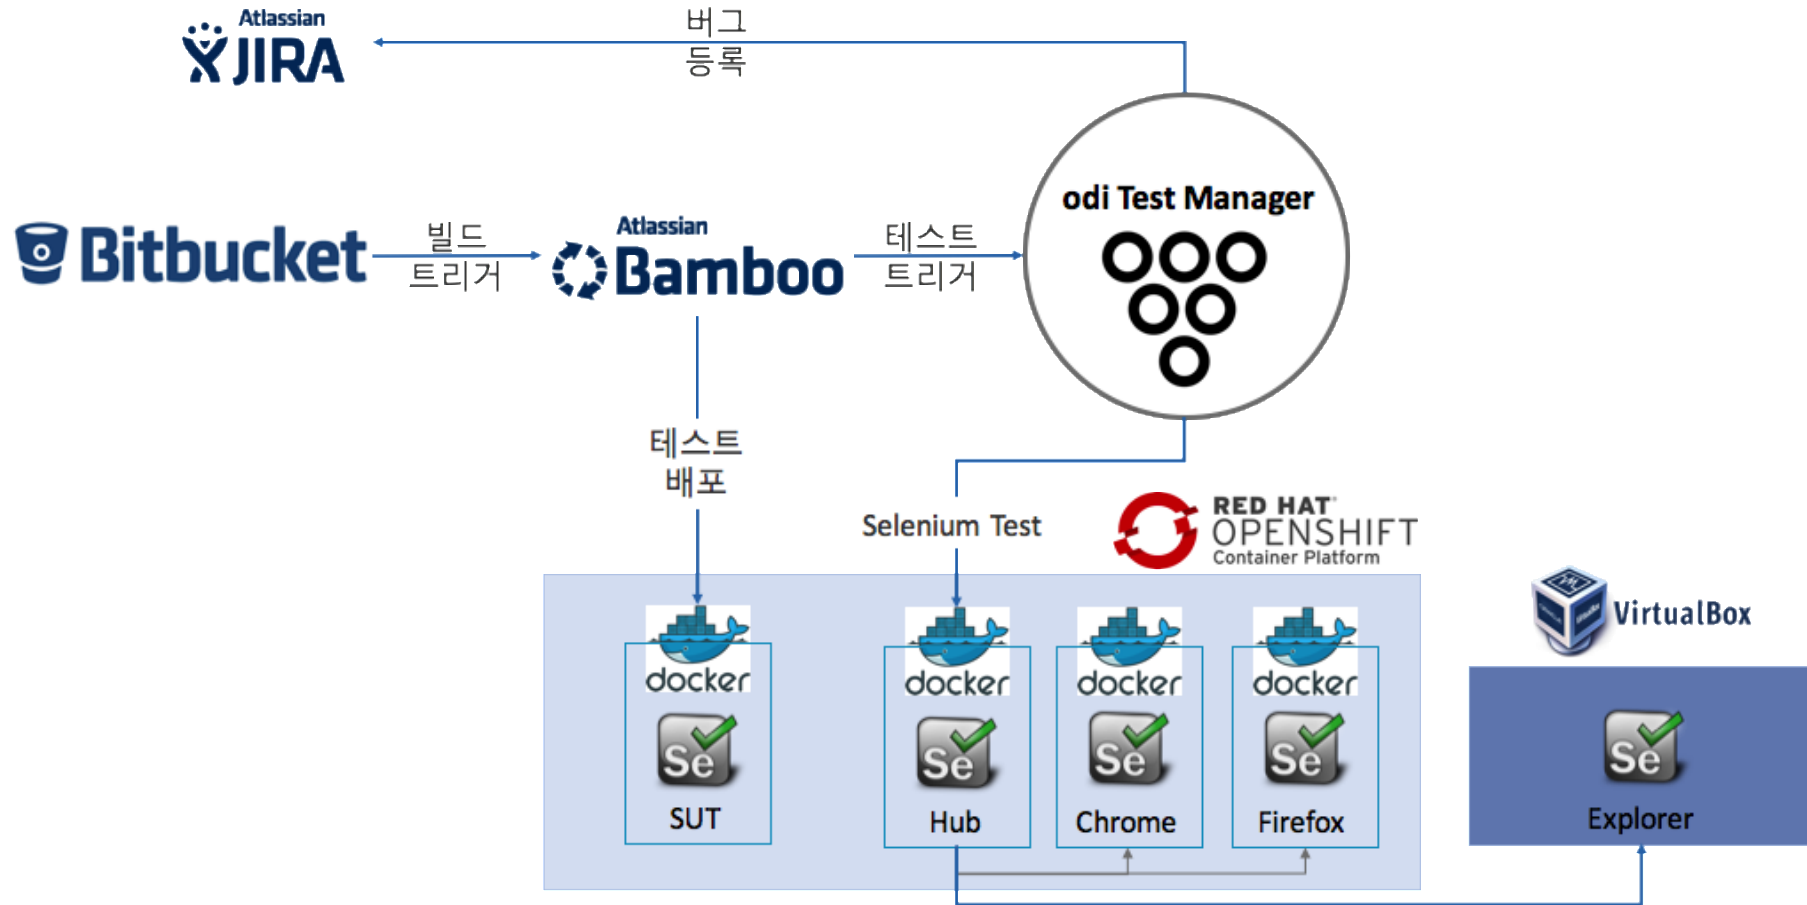 Atlassian
JIRA
버그
등록
odi Test Manager
Bitbucket
빌드
트리거
Atlassian
Bamboo
테스트
트리거
테스트
배포
Selenium Test
RED HAT
OPENSHIFT
Container Platform
VirtualBox
docker
docker
docker
docker
Se
Se
Se
Se
Se
SUT
Hub
Chrome
Firefox
Explorer